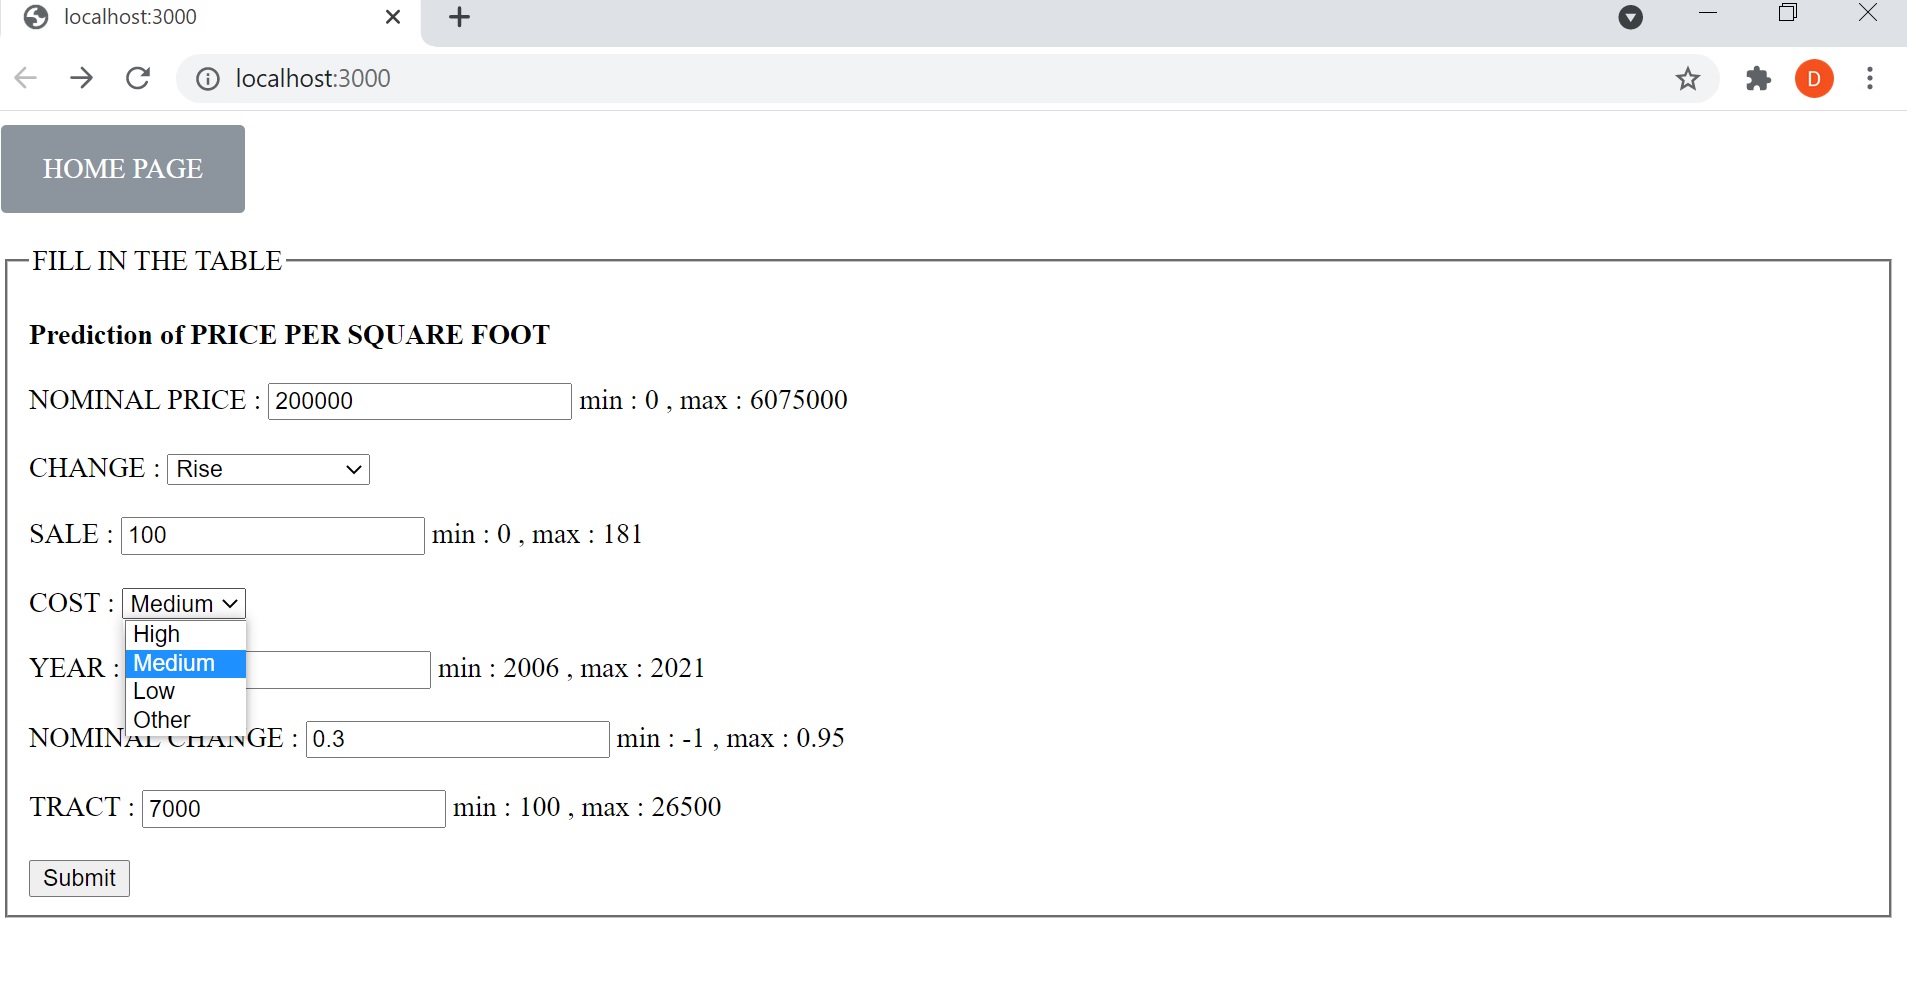 localhost:3000
localhost:3000
D
HOME PAGE
FILL IN THE TABLE
Prediction of PRICE PER SQUARE FOOT
NOMINAL PRICE : 200000 min : 0 , max : 6075000
CHANGE : Rise
SALE : 100 min : 0 , max : 181
COST : Medium
High
Medium
Low
Other
YEAR : min : 2006 , max : 2021
NOMINAL CHANGE : 0.3 min : -1 , max : 0.95
TRACT : 7000 min : 100 , max : 26500
Submit